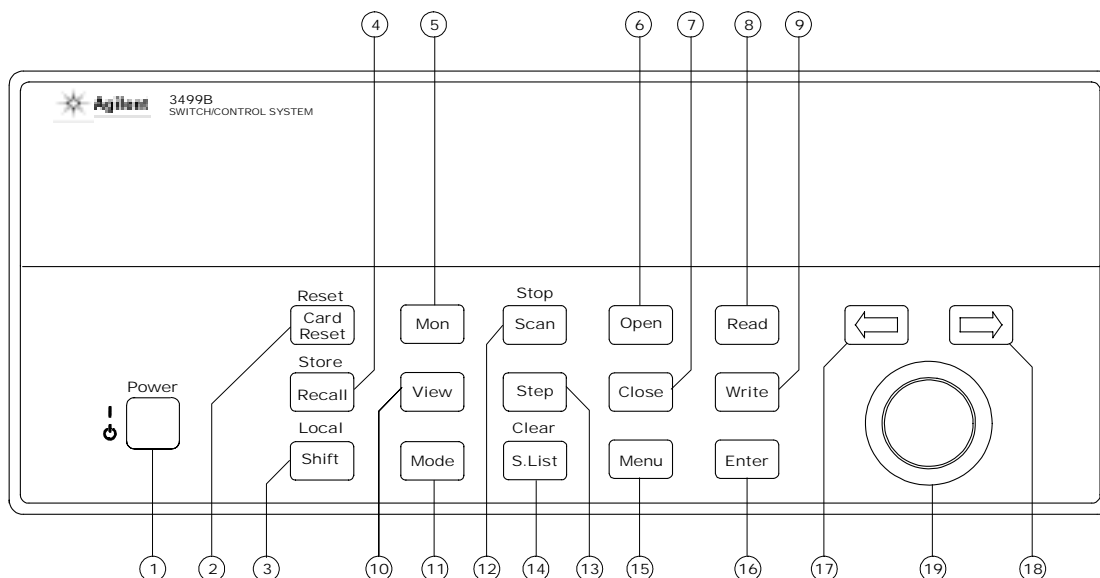 4
5
6
7
8
9
Agilent
3499B
SWITCH/CONTROL SYSTEM
Reset
Card
Reset
Mon
Stop
Scan
Open
Read
Store
Recall
View
Step
Close
Write
Power
Local
Shift
Mode
Clear
S.List
Menu
Enter
1
2
3
10
11
12
14
13
15
16
17
19
18